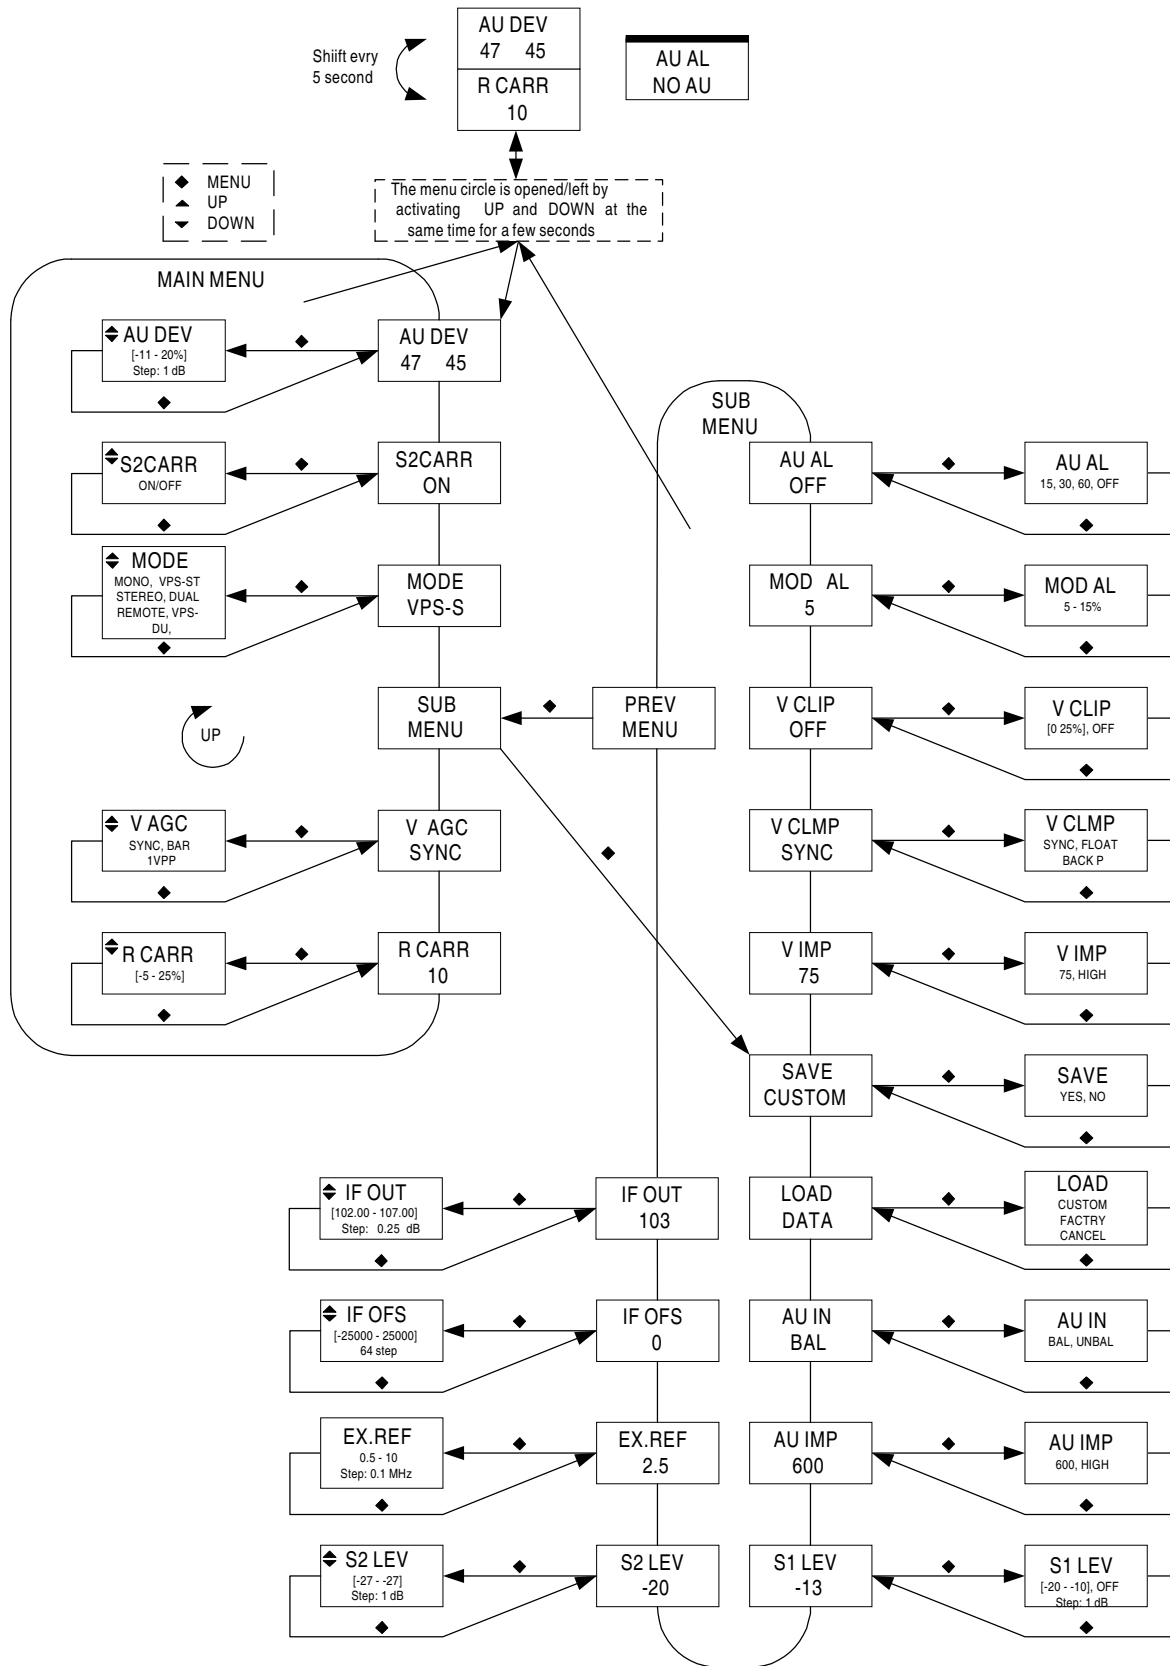 AU DEV
47 45
R CARR
10
Shiift evry
5 second
AU AL
NO AU
MENU
UP
DOWN
The menu circle is opened/left by
activating UP and DOWN at the
same time for a few seconds
MAIN MENU
AU DEV
[-11 - 20%]
Step: 1 dB
AU DEV
47 45
S2CARR
ON/OFF
S2CARR
ON
MODE
MONO, VPS-ST
STEREO, DUAL
REMOTE, VPS-
DU,
MODE
VPS-S
UP
SUB
MENU
PREV
MENU
V AGC
SYNC, BAR
1VPP
V AGC
SYNC
R CARR
[-5 - 25%]
R CARR
10
SUB
MENU
AU AL
OFF
AU AL
15, 30, 60, OFF
MOD AL
5
MOD AL
5 - 15%
V CLIP
OFF
V CLIP
[0 25%], OFF
V CLMP
SYNC
V CLMP
SYNC, FLOAT
BACK P
V IMP
75
V IMP
75, HIGH
SAVE
CUSTOM
SAVE
YES, NO
IF OUT
[102.00 - 107.00]
Step: 0.25 dB
IF OUT
103
LOAD
DATA
LOAD
CUSTOM
FACTRY
CANCEL
IF OFS
[-25000 - 25000]
64 step
IF OFS
0
AU IN
BAL
AU IN
BAL, UNBAL
EX.REF
0.5 - 10
Step: 0.1 MHz
EX.REF
2.5
AU IMP
600
AU IMP
600, HIGH
S2 LEV
[-27 - -27]
Step: 1 dB
S2 LEV
-20
S1 LEV
-13
S1 LEV
[-20 - -10], OFF
Step: 1 dB